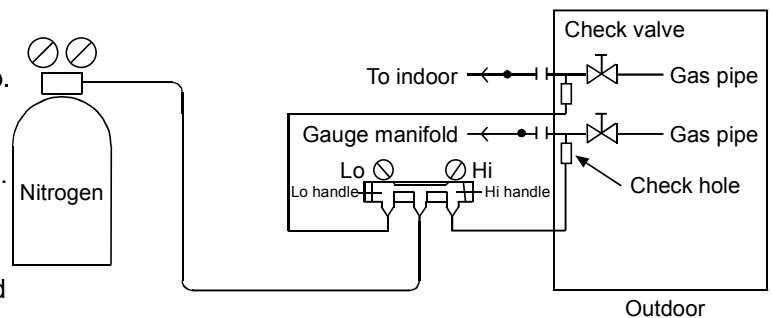 Check valve
o.
To indoor
Gas pipe
Gauge manifold
Gas pipe
Lo
Hi
.
Nitrogen
Lo handle
Hi handle
Check hole
d
Outdoor